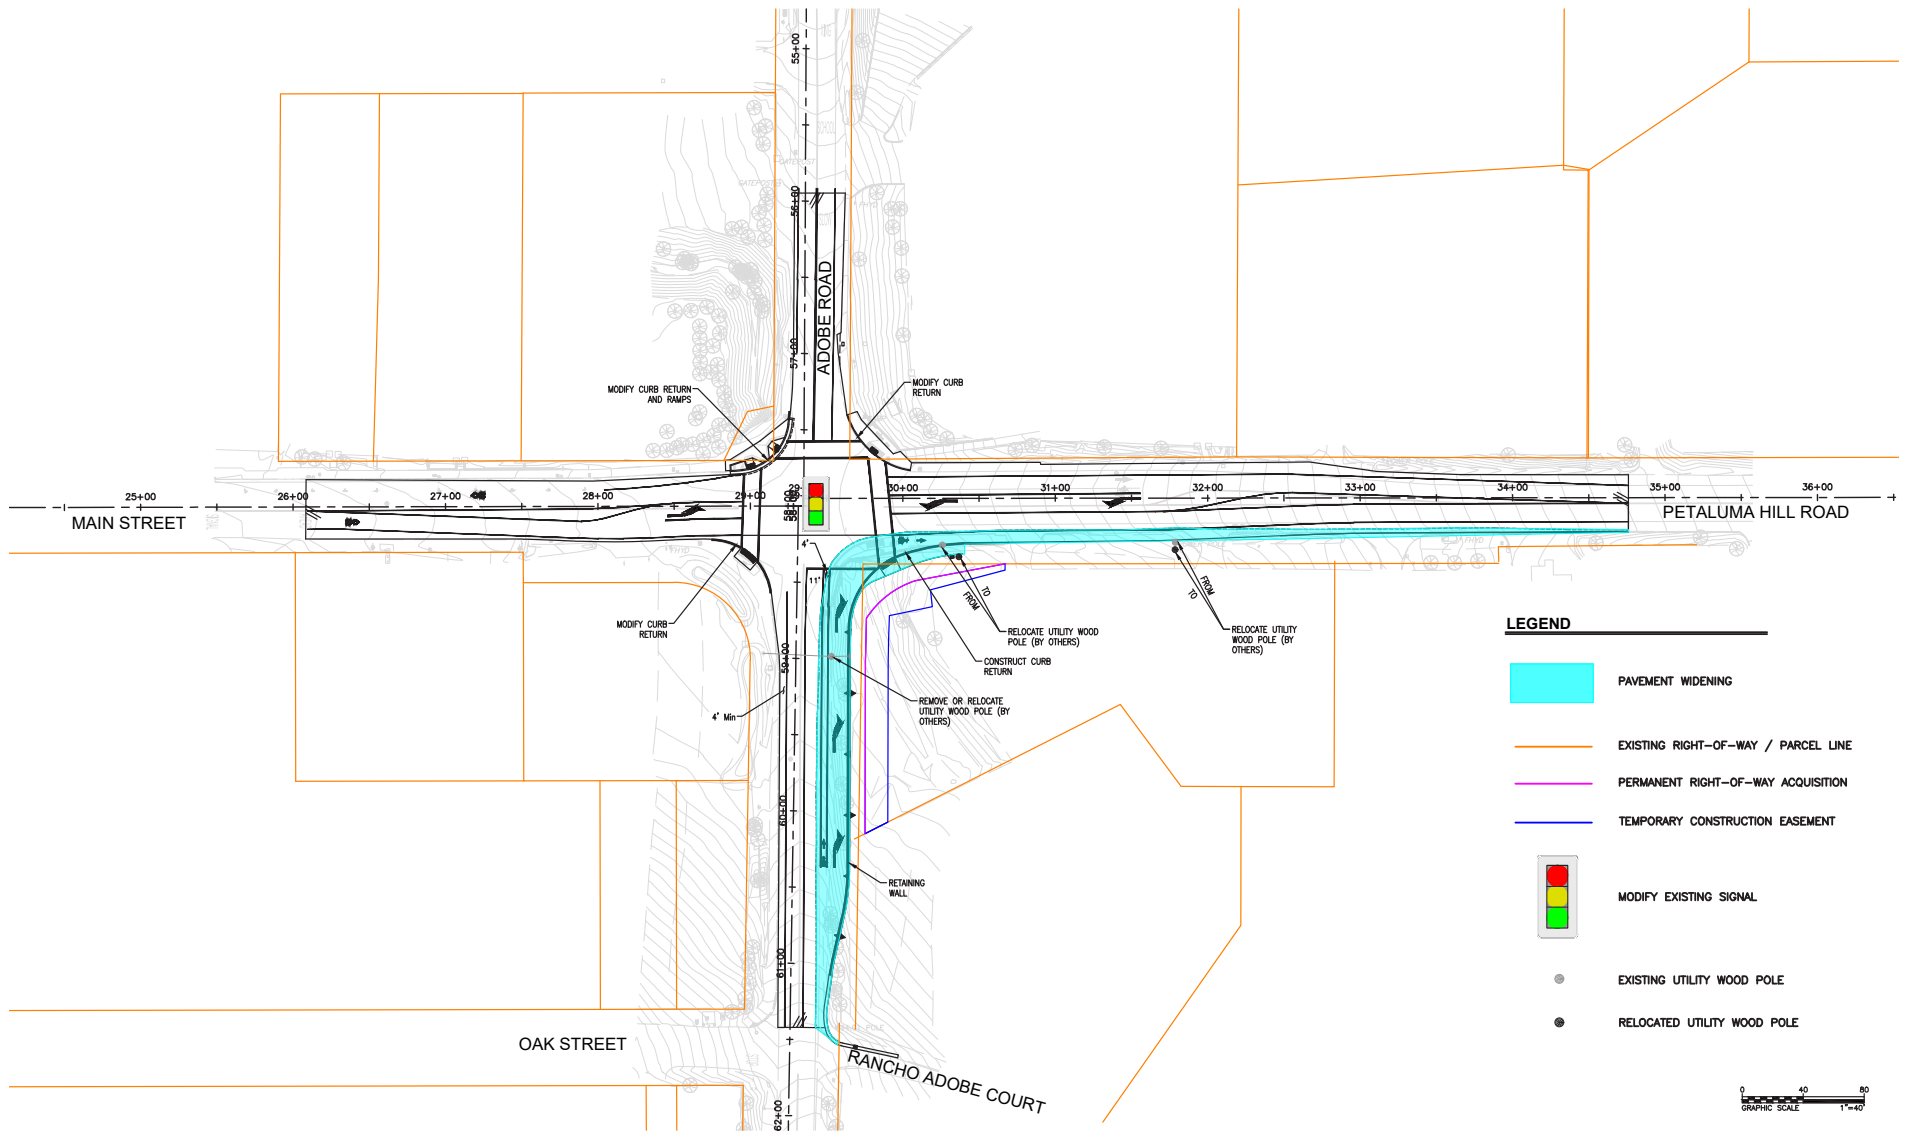 55+00
GATEPOST
GATEPOST
56+00
ADOBE ROAD
57+00
MODIFY CURB RETURN
AND RAMPS
MODIFY CURB
RETURN
25+00
26+00
27+00
28+00
29+00
30+00
31+00
32+00
33+00
34+00
35+00
36+00
58+00
MAIN STREET
PETALUMA HILL ROAD
4'
11'
TO
FROM
FROM
TO
MODIFY CURB
RETURN
RELOCATE UTILITY WOOD
POLE (BY OTHERS)
RELOCATE UTILITY
WOOD POLE (BY
OTHERS)
CONSTRUCT CURB
RETURN
59+00
REMOVE OR RELOCATE
UTILITY WOOD POLE (BY
OTHERS)
4' Min
60+00
RETAINING
WALL
61+00
OAK STREET
RANCHO ADOBE COURT
62+00
LEGEND
PAVEMENT WIDENING
EXISTING RIGHT-OF-WAY / PARCEL LINE
PERMANENT RIGHT-OF-WAY ACQUISITION
TEMPORARY CONSTRUCTION EASEMENT
MODIFY EXISTING SIGNAL
EXISTING UTILITY WOOD POLE
RELOCATED UTILITY WOOD POLE
0 40 80
GRAPHIC SCALE 1"=40'